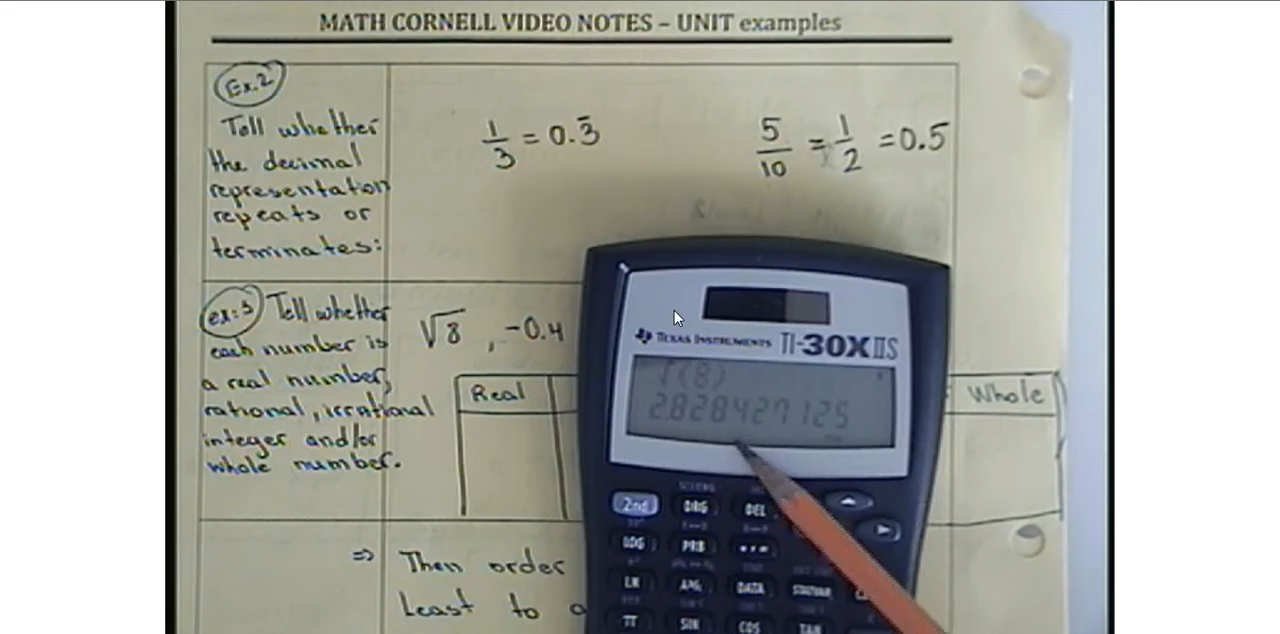 MATH CORNELL VIDEO NOTES – UNIT examples
Ex. 2
Tell whether
the decimal
representation
repeats or
terminates:
1/3 = 0.3̄
5/10 = 1/2 = 0.5
ex: 3 Tell whether
each number is
a real number,
rational, irrational
integer and/or
whole number.
√8 , -0.4
Real
Whole
⇒ Then order
Least to
TEXAS INSTRUMENTS TI-30X IIS
√(8)
2.828427125
2nd DRG DEL
LOG PRB
LN DATA STATVAR
π SIN COS TAN